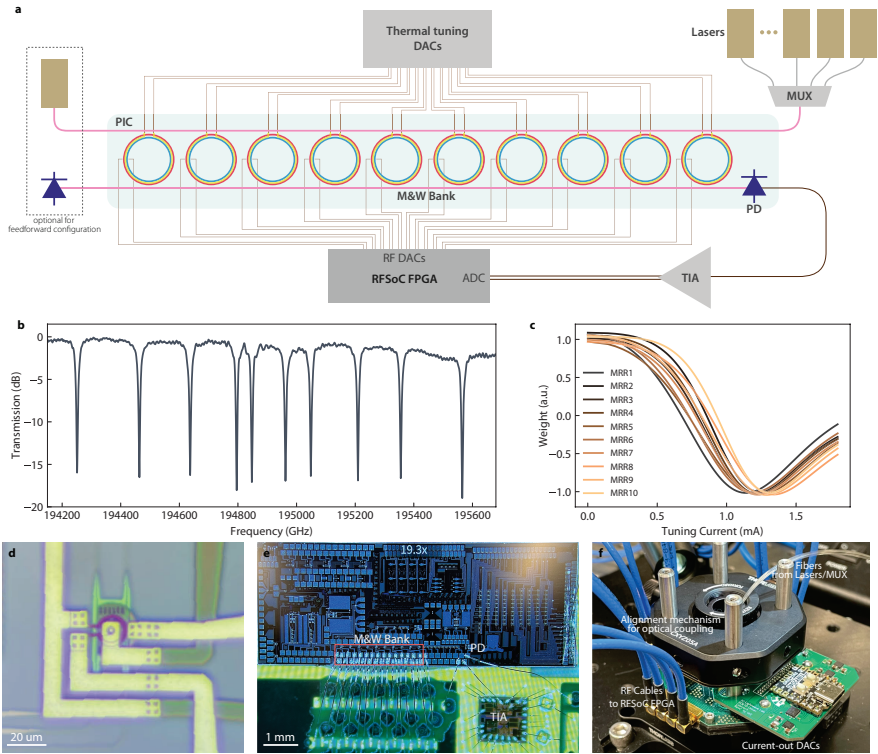 a
Thermal tuning
DACs
Lasers
MUX
PIC
M&W Bank
PD
optional for
feedforward configuration
RF DACs
RFSoC FPGA
ADC
TIA
b
Transmission (dB)
0
−5
−10
−15
−20
194200
194400
194600
194800
195000
195200
195400
195600
Frequency (GHz)
c
Weight (a.u.)
1.0
0.5
0.0
−0.5
−1.0
MRR1
MRR2
MRR3
MRR4
MRR5
MRR6
MRR7
MRR8
MRR9
MRR10
0.0
0.5
1.0
1.5
Tuning Current (mA)
d
20 um
e
19.3x
M&W Bank
PD
TIA
1 mm
f
Fibers
from Lasers/MUX
Alignment mechanism
for optical coupling
RF Cables
to RFSoC FPGA
Current-out DACs